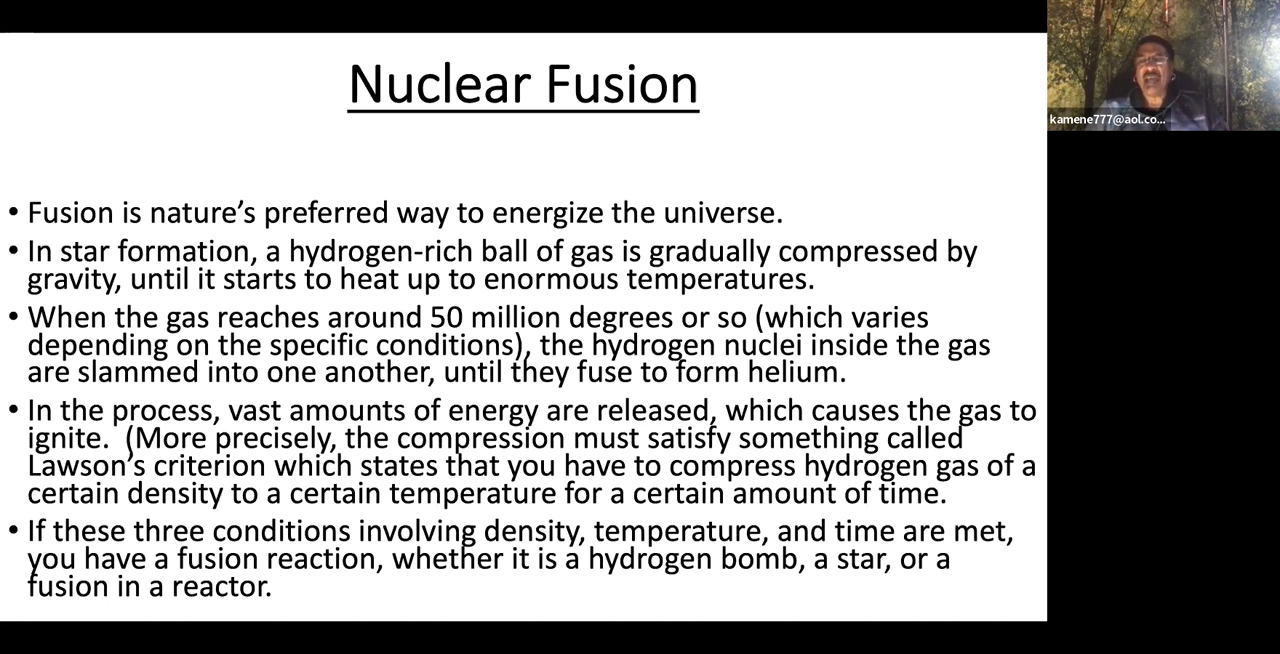 Nuclear Fusion
kamene777@aol.co...
• Fusion is nature’s preferred way to energize the universe.
• In star formation, a hydrogen-rich ball of gas is gradually compressed by
gravity, until it starts to heat up to enormous temperatures.
• When the gas reaches around 50 million degrees or so (which varies
depending on the specific conditions), the hydrogen nuclei inside the gas
are slammed into one another, until they fuse to form helium.
• In the process, vast amounts of energy are released, which causes the gas to
ignite.  (More precisely, the compression must satisfy something called
Lawson’s criterion which states that you have to compress hydrogen gas of a
certain density to a certain temperature for a certain amount of time.
• If these three conditions involving density, temperature, and time are met,
you have a fusion reaction, whether it is a hydrogen bomb, a star, or a
fusion in a reactor.